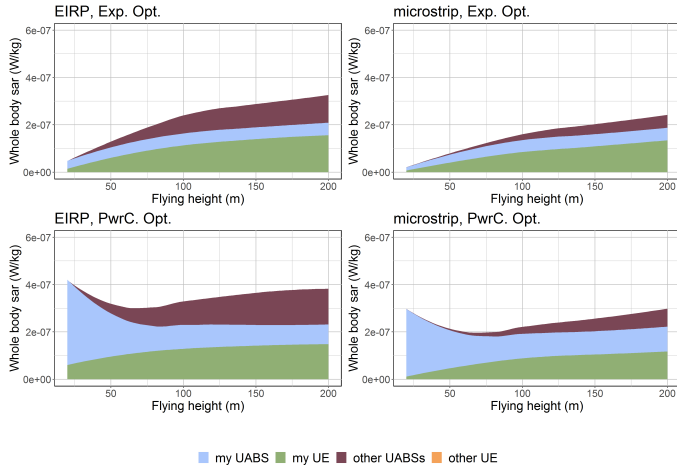 EIRP, Exp. Opt.
microstrip, Exp. Opt.
6e-07
4e-07
2e-07
0e+00
Whole body sar (W/kg)
50 100 150 200
Flying height (m)
6e-07
4e-07
2e-07
0e+00
Whole body sar (W/kg)
50 100 150 200
Flying height (m)
EIRP, PwrC. Opt.
microstrip, PwrC. Opt.
6e-07
4e-07
2e-07
0e+00
Whole body sar (W/kg)
50 100 150 200
Flying height (m)
6e-07
4e-07
2e-07
0e+00
Whole body sar (W/kg)
50 100 150 200
Flying height (m)
my UABS my UE other UABSs other UE